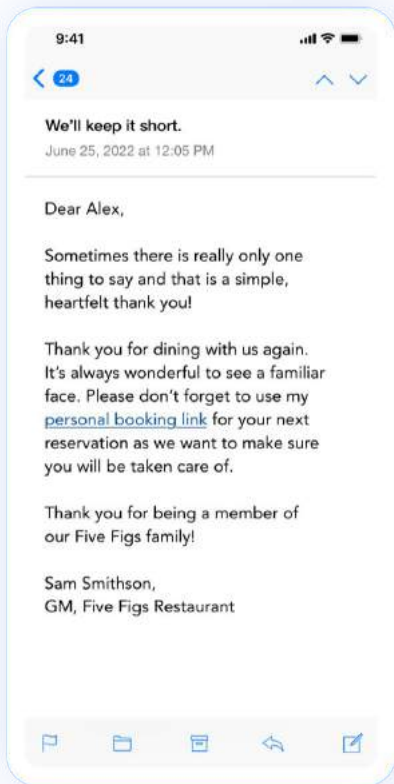 9:41
24
We'll keep it short.
June 25, 2022 at 12:05 PM
Dear Alex,
Sometimes there is really only one
thing to say and that is a simple,
heartfelt thank you!
Thank you for dining with us again.
It's always wonderful to see a familiar
face. Please don't forget to use my
personal booking link for your next
reservation as we want to make sure
you will be taken care of.
Thank you for being a member of
our Five Figs family!
Sam Smithson,
GM, Five Figs Restaurant